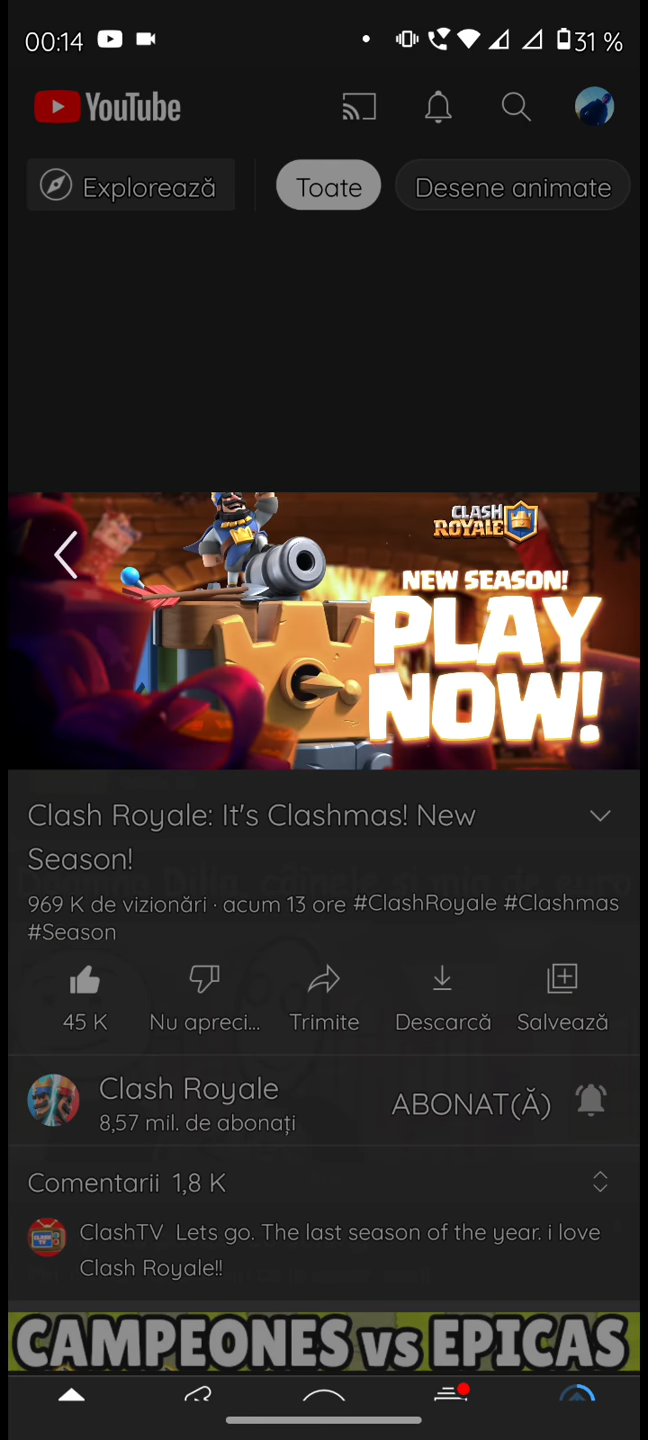 00:14
31 %
YouTube
Explorează
Toate
Desene animate
CLASH
ROYALE
NEW SEASON!
PLAY
NOW!
Clash Royale: It's Clashmas! New
Season!
969 K de vizionări · acum 13 ore #ClashRoyale #Clashmas
#Season
45 K
Nu apreci...
Trimite
Descarcă
Salvează
Clash Royale
ABONAT(Ă)
8,57 mil. de abonați
Comentarii 1,8 K
ClashTV Lets go. The last season of the year. i love
Clash Royale!!
CAMPEONES vs EPICAS